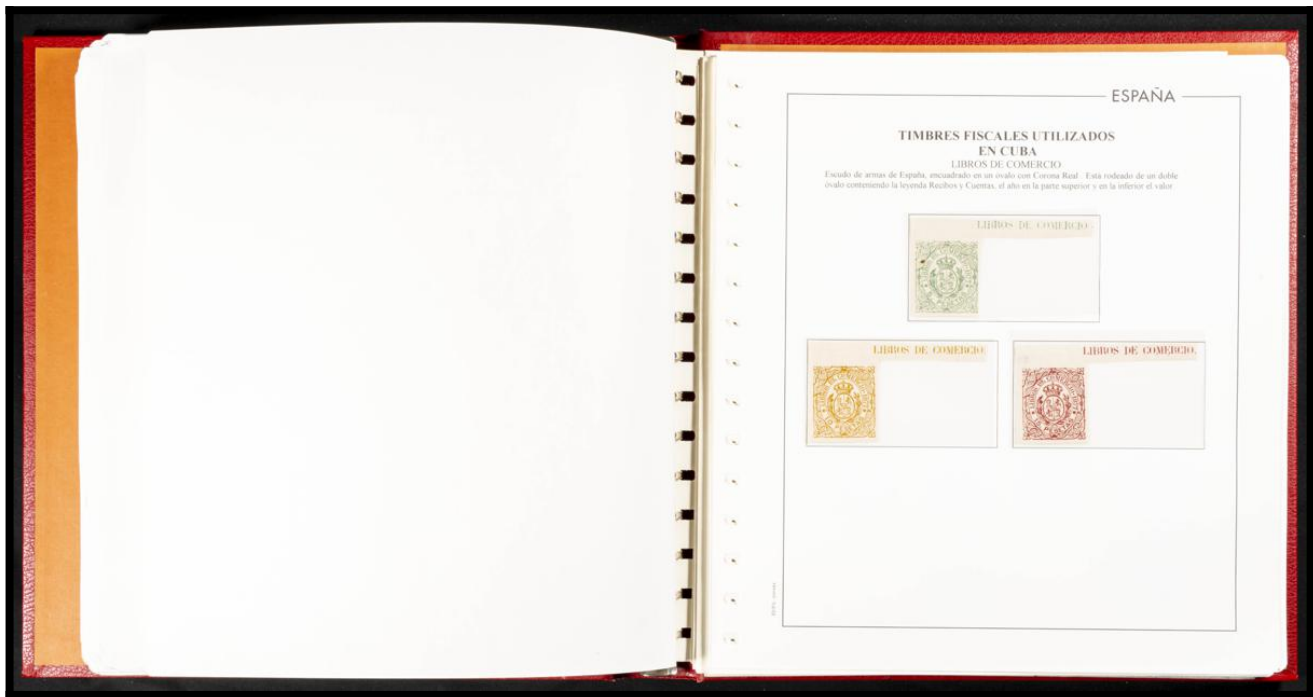 ESPAÑA
TIMBRES FISCALES UTILIZADOS
EN CUBA
LIBROS DE COMERCIO
Escudo de armas de España, encuadrado en un óvalo con Corona Real . Esta rodeado de un doble
óvalo conteniendo la leyenda Recibos y Cuentas, el año en la parte superior y en la inferior el valor
LIBROS DE COMERCIO.
LIBROS DE COMERCIO.
LIBROS DE COMERCIO.